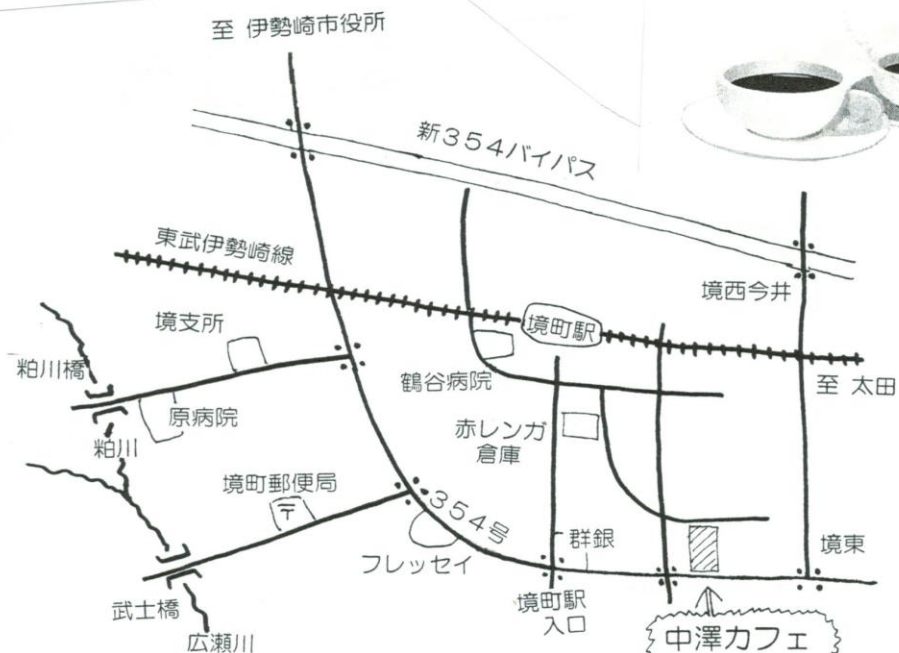 至 伊勢崎市役所
新354バイパス
東武伊勢崎線
境西今井
境町駅
境支所
粕川橋
鶴谷病院
至 太田
原病院
赤レンガ
倉庫
粕川
境町郵便局
〒
354号
群銀
境東
フレッセイ
武士橋
境町駅
入口
広瀬川
中澤カフェ